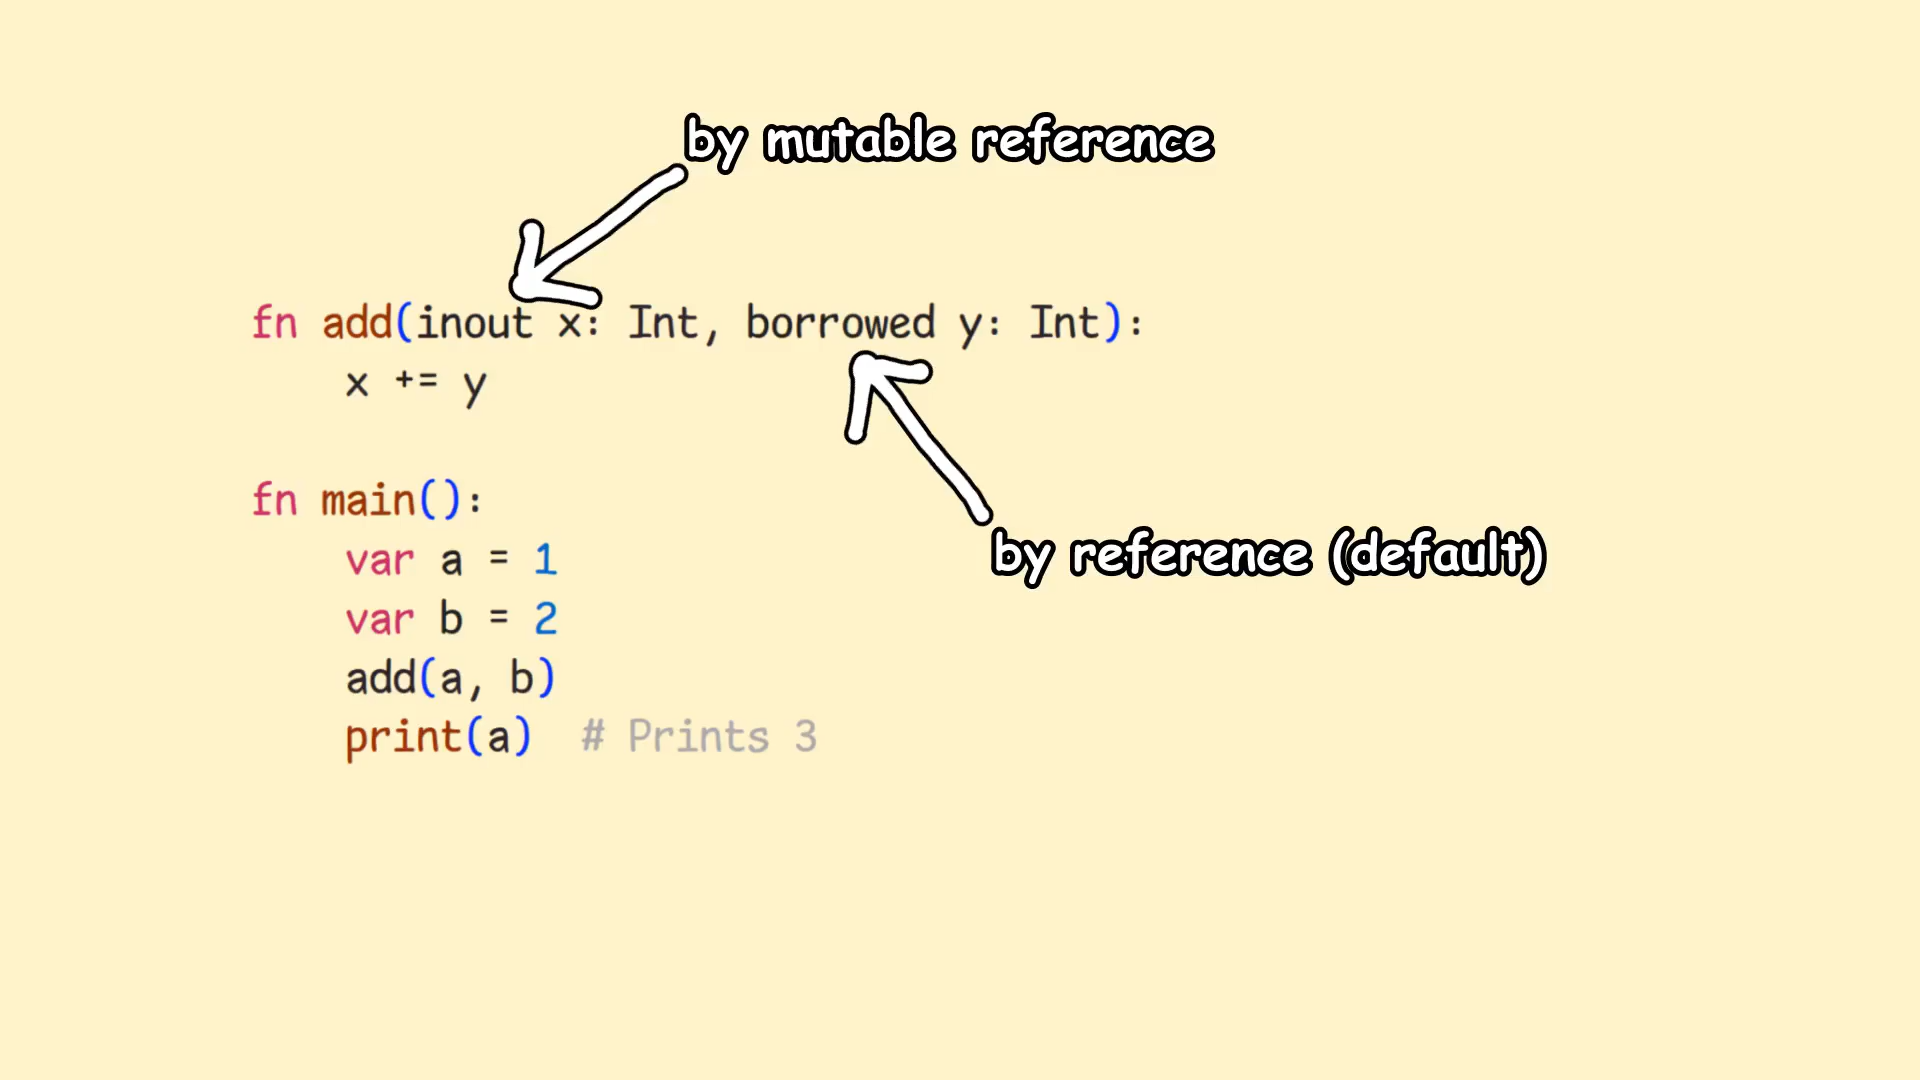 by mutable reference
fn add(inout x: Int, borrowed y: Int):
x += y
fn main():
by reference (default)
var a = 1
var b = 2
add(a, b)
print(a) # Prints 3